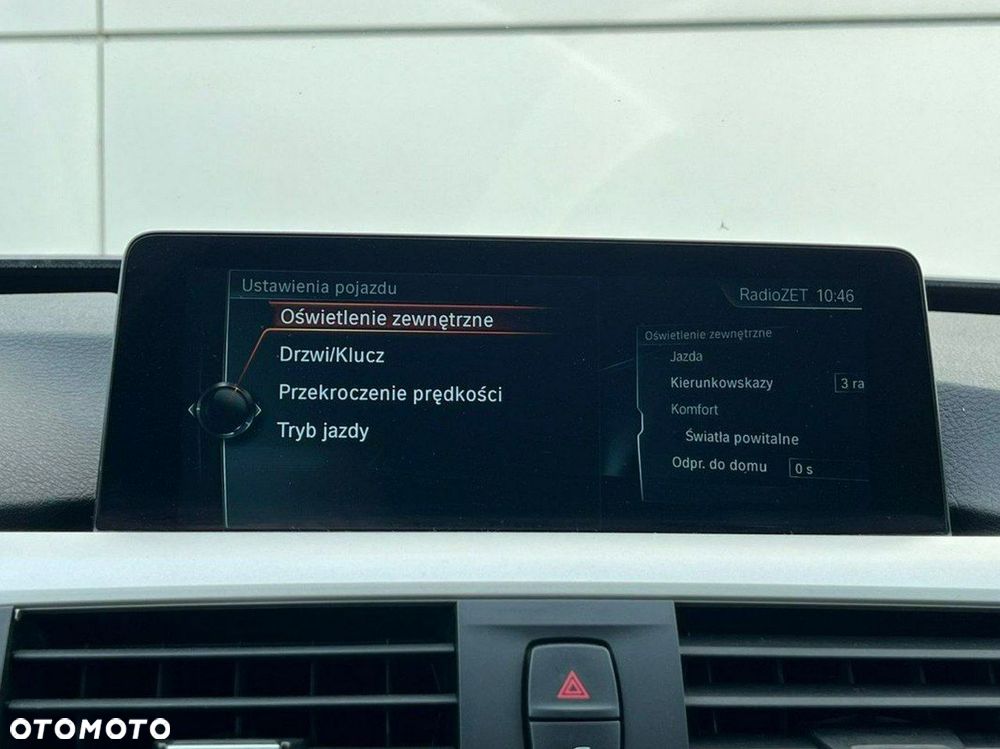 Ustawienia pojazdu
Oświetlenie zewnętrzne
Drzwi/Klucz
Przekroczenie prędkości
Tryb jazdy
RadioZET 10:46
Oświetlenie zewnętrzne
Jazda
Kierunkowskazy 3 ra
Komfort
Światła powitalne
Odpr. do domu 0 s
OTOMOTO